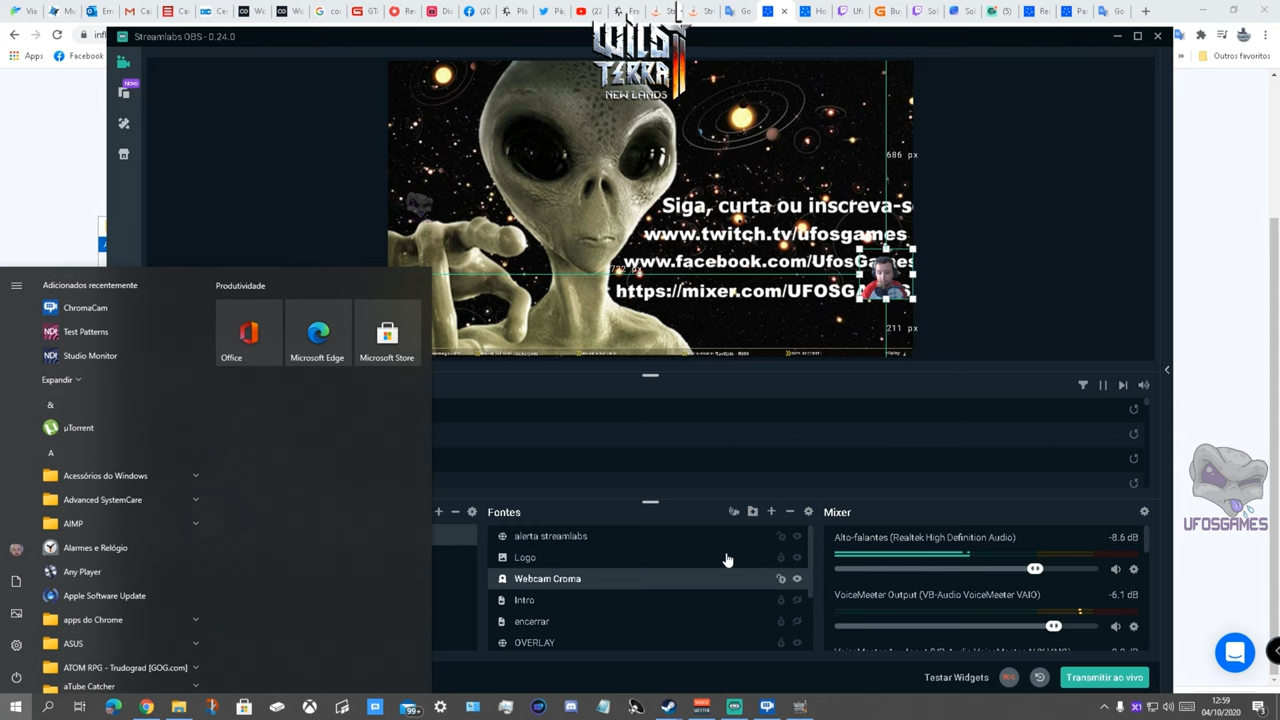 Streamlabs OBS - 0.24.0
WILD
TERRA
II
NEW LANDS
Apps
Facebook
Outros favoritos
Novo
686 px
Siga, curta ou inscreva-s
www.twitch.tv/ufosgames
www.facebook.com/UfosGames
https://mixer.com/UFOSGA
211 px
Adicionados recentemente
Produtividade
ChromaCam
Test Patterns
Studio Monitor
Office
Microsoft Edge
Microsoft Store
Expandir
&
µTorrent
A
Acessórios do Windows
Advanced SystemCare
AIMP
Alarmes e Relógio
Any Player
Apple Software Update
apps do Chrome
ASUS
ATOM RPG - Trudograd [GOG.com]
aTube Catcher
Fontes
alerta streamlabs
Logo
Webcam Croma
Intro
encerrar
OVERLAY
Mixer
Alto-falantes (Realtek High Definition Audio)
-8.6 dB
VoiceMeeter Output (VB-Audio VoiceMeeter VAIO)
-6.1 dB
Testar Widgets
REC
Transmitir ao vivo
UFOSGAMES
99+
12:59
04/10/2020